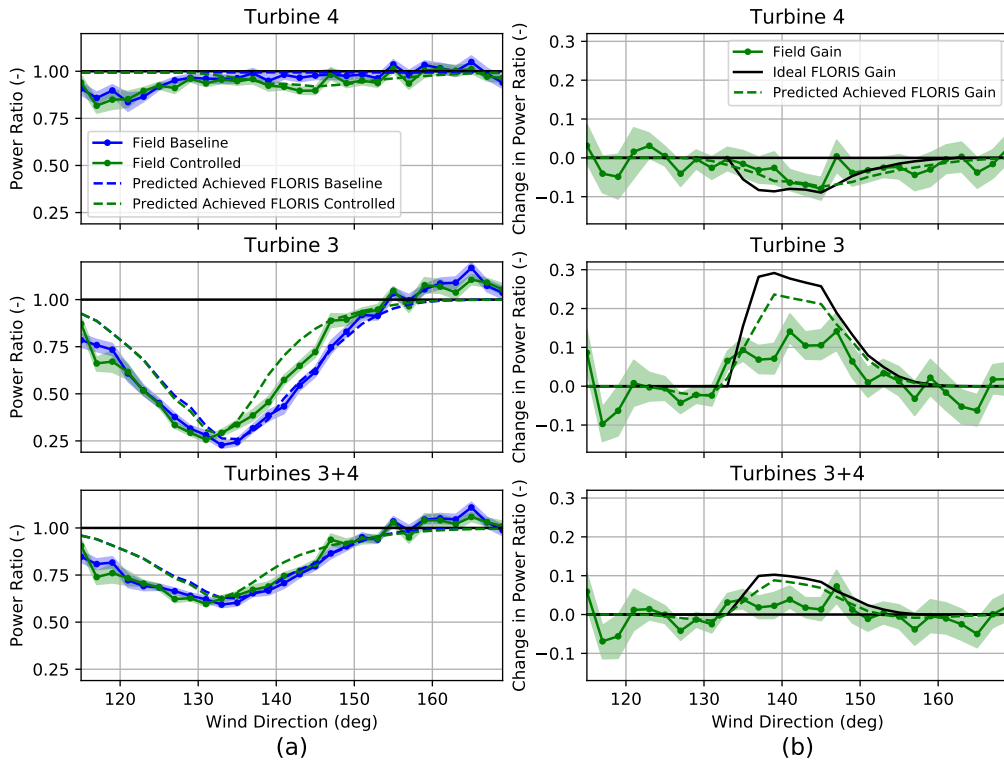 Turbine 4
Power Ratio (-)
1.00
0.75
0.50
0.25
Field Baseline
Field Controlled
Predicted Achieved FLORIS Baseline
Predicted Achieved FLORIS Controlled
Turbine 3
Power Ratio (-)
1.00
0.75
0.50
0.25
Turbines 3+4
Power Ratio (-)
1.00
0.75
0.50
0.25
120 130 140 150 160
Wind Direction (deg)
(a)
Turbine 4
Change in Power Ratio (-)
0.3
0.2
0.1
0.0
−0.1
Field Gain
Ideal FLORIS Gain
Predicted Achieved FLORIS Gain
Turbine 3
Change in Power Ratio (-)
0.3
0.2
0.1
0.0
−0.1
Turbines 3+4
Change in Power Ratio (-)
0.3
0.2
0.1
0.0
−0.1
120 130 140 150 160
Wind Direction (deg)
(b)